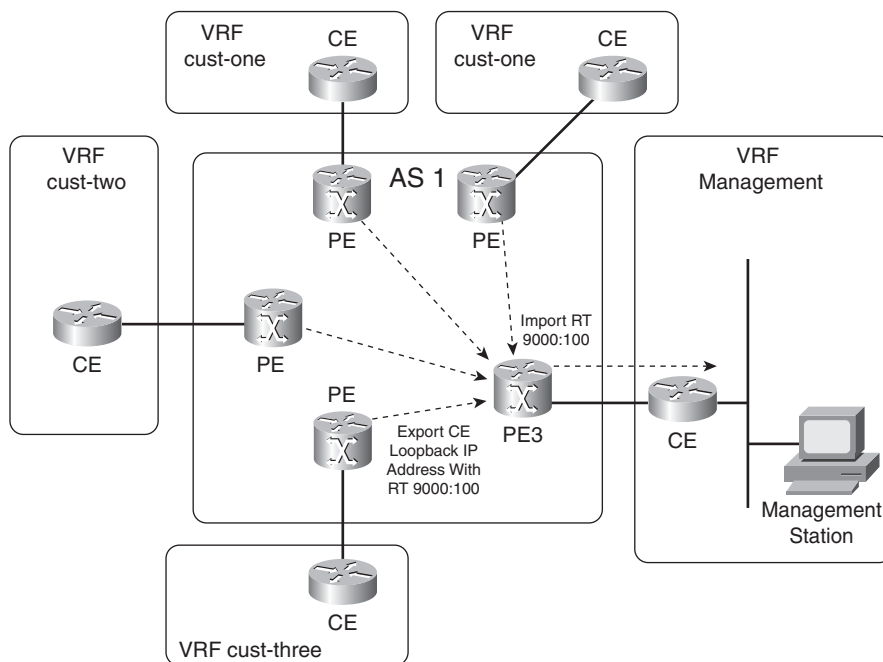 VRF
cust-one
CE
VRF
cust-one
CE
VRF
cust-two
CE
AS 1
PE
PE
PE
PE
Import RT
9000:100
PE3
Export CE
Loopback IP
Address With
RT 9000:100
VRF
Management
CE
Management
Station
CE
VRF cust-three